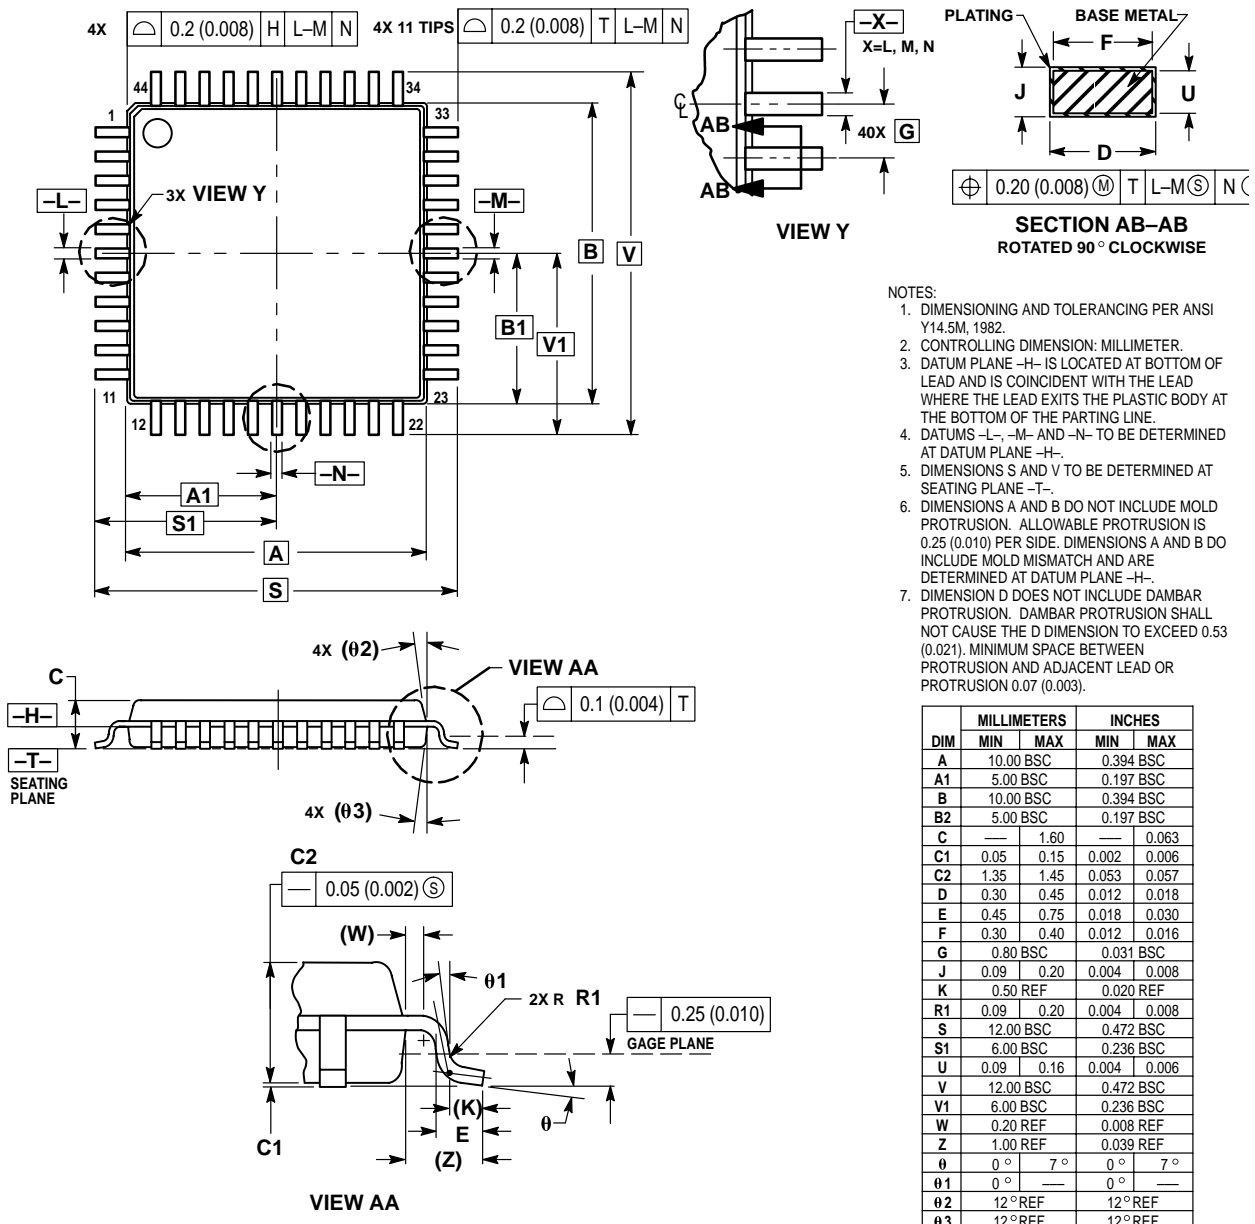 4X ⌓ 0.2 (0.008) H L–M N
4X 11 TIPS ⌓ 0.2 (0.008) T L–M N
44
34
1
33
3X VIEW Y
–L–
–M–
B
V
B1
V1
11
23
12
22
–N–
A1
S1
A
S
–X–
X=L, M, N
℄
AB
AB
40X G
VIEW Y
PLATING
BASE METAL
F
J
U
D
⌖ 0.20 (0.008) Ⓜ T L–M Ⓢ N
SECTION AB–AB
ROTATED 90° CLOCKWISE
NOTES:
1. DIMENSIONING AND TOLERANCING PER ANSI
Y14.5M, 1982.
2. CONTROLLING DIMENSION: MILLIMETER.
3. DATUM PLANE –H– IS LOCATED AT BOTTOM OF
LEAD AND IS COINCIDENT WITH THE LEAD
WHERE THE LEAD EXITS THE PLASTIC BODY AT
THE BOTTOM OF THE PARTING LINE.
4. DATUMS –L–, –M– AND –N– TO BE DETERMINED
AT DATUM PLANE –H–.
5. DIMENSIONS S AND V TO BE DETERMINED AT
SEATING PLANE –T–.
6. DIMENSIONS A AND B DO NOT INCLUDE MOLD
PROTRUSION. ALLOWABLE PROTRUSION IS
0.25 (0.010) PER SIDE. DIMENSIONS A AND B DO
INCLUDE MOLD MISMATCH AND ARE
DETERMINED AT DATUM PLANE –H–.
7. DIMENSION D DOES NOT INCLUDE DAMBAR
PROTRUSION. DAMBAR PROTRUSION SHALL
NOT CAUSE THE D DIMENSION TO EXCEED 0.53
(0.021). MINIMUM SPACE BETWEEN
PROTRUSION AND ADJACENT LEAD OR
PROTRUSION 0.07 (0.003).
4X (θ2)
VIEW AA
C
–H–
–T–
SEATING
PLANE
⌓ 0.1 (0.004) T
4X (θ3)
C2
— 0.05 (0.002) Ⓢ
(W)
θ1
2X R R1
— 0.25 (0.010)
GAGE PLANE
(K)
E
(Z)
θ
C1
VIEW AA
MILLIMETERS INCHES
DIM MIN MAX MIN MAX
A 10.00 BSC 0.394 BSC
A1 5.00 BSC 0.197 BSC
B 10.00 BSC 0.394 BSC
B2 5.00 BSC 0.197 BSC
C — 1.60 — 0.063
C1 0.05 0.15 0.002 0.006
C2 1.35 1.45 0.053 0.057
D 0.30 0.45 0.012 0.018
E 0.45 0.75 0.018 0.030
F 0.30 0.40 0.012 0.016
G 0.80 BSC 0.031 BSC
J 0.09 0.20 0.004 0.008
K 0.50 REF 0.020 REF
R1 0.09 0.20 0.004 0.008
S 12.00 BSC 0.472 BSC
S1 6.00 BSC 0.236 BSC
U 0.09 0.16 0.004 0.006
V 12.00 BSC 0.472 BSC
V1 6.00 BSC 0.236 BSC
W 0.20 REF 0.008 REF
Z 1.00 REF 0.039 REF
θ 0° 7° 0° 7°
θ1 0° — 0° —
θ2 12° REF 12° REF
θ3 12° REF 12° REF